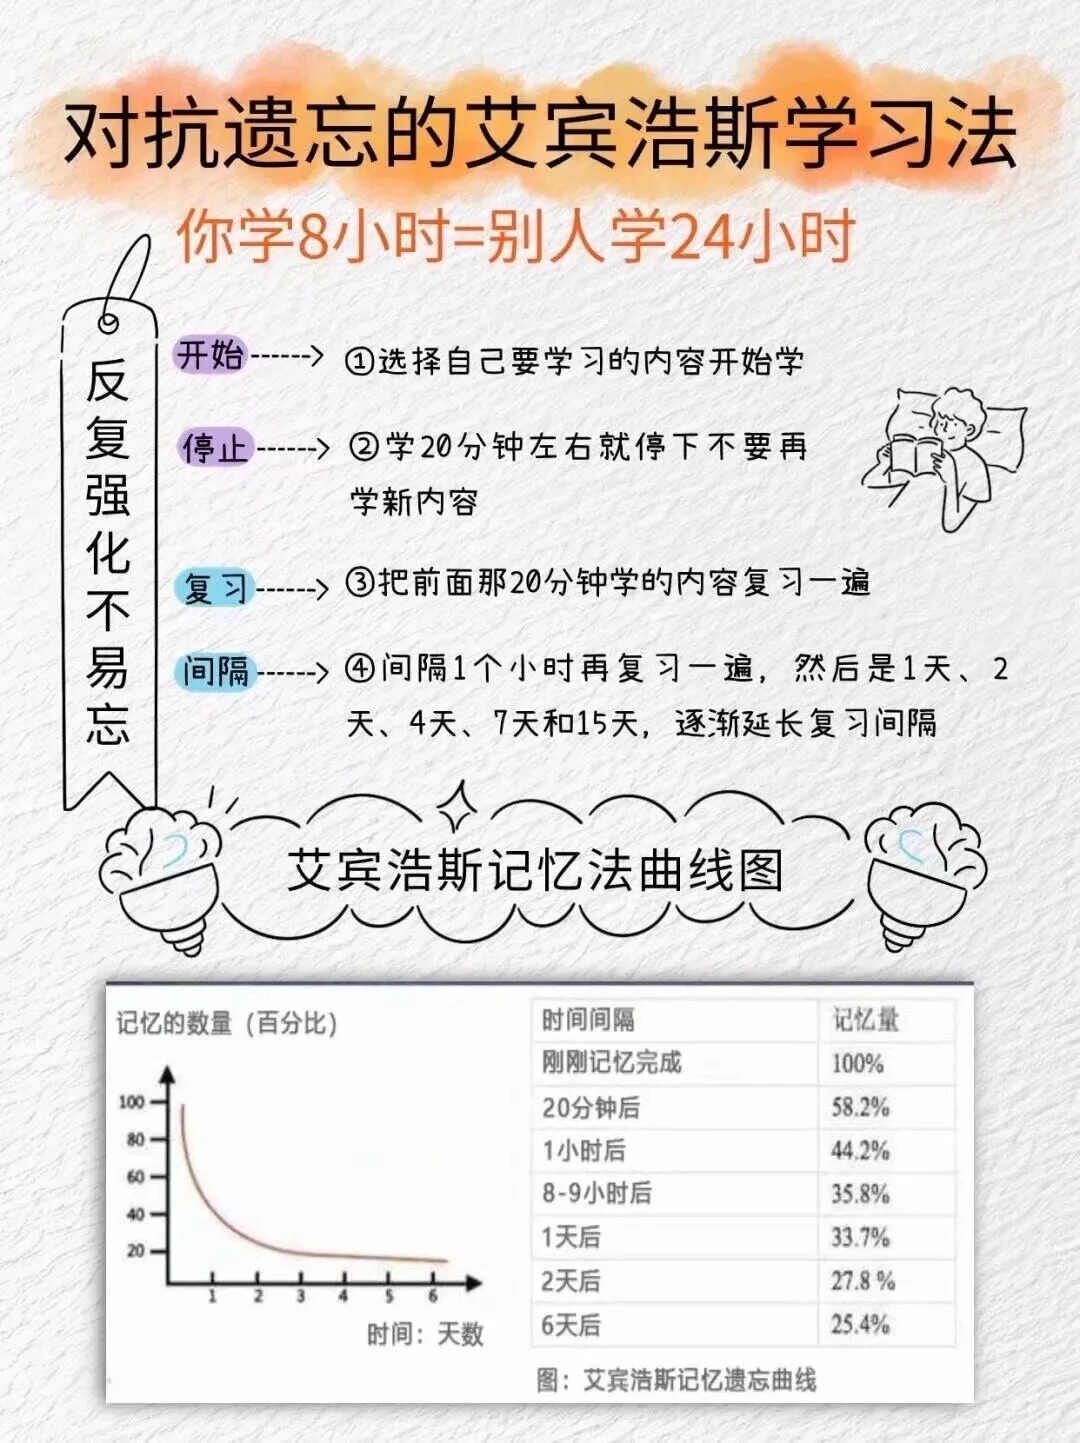 对抗遗忘的艾宾浩斯学习法
你学8小时=别人学24小时
反复强化不易忘
开始
①选择自己要学习的内容开始学
停止
②学20分钟左右就停下不要再
学新内容
复习
③把前面那20分钟学的内容复习一遍
间隔
④间隔1个小时再复习一遍，然后是1天、2
天、4天、7天和15天，逐渐延长复习间隔
艾宾浩斯记忆法曲线图
记忆的数量（百分比）
100
80
60
40
20
1 2 3 4 5 6
时间：天数
时间间隔 记忆量
刚刚记忆完成 100%
20分钟后 58.2%
1小时后 44.2%
8-9小时后 35.8%
1天后 33.7%
2天后 27.8 %
6天后 25.4%
图：艾宾浩斯记忆遗忘曲线